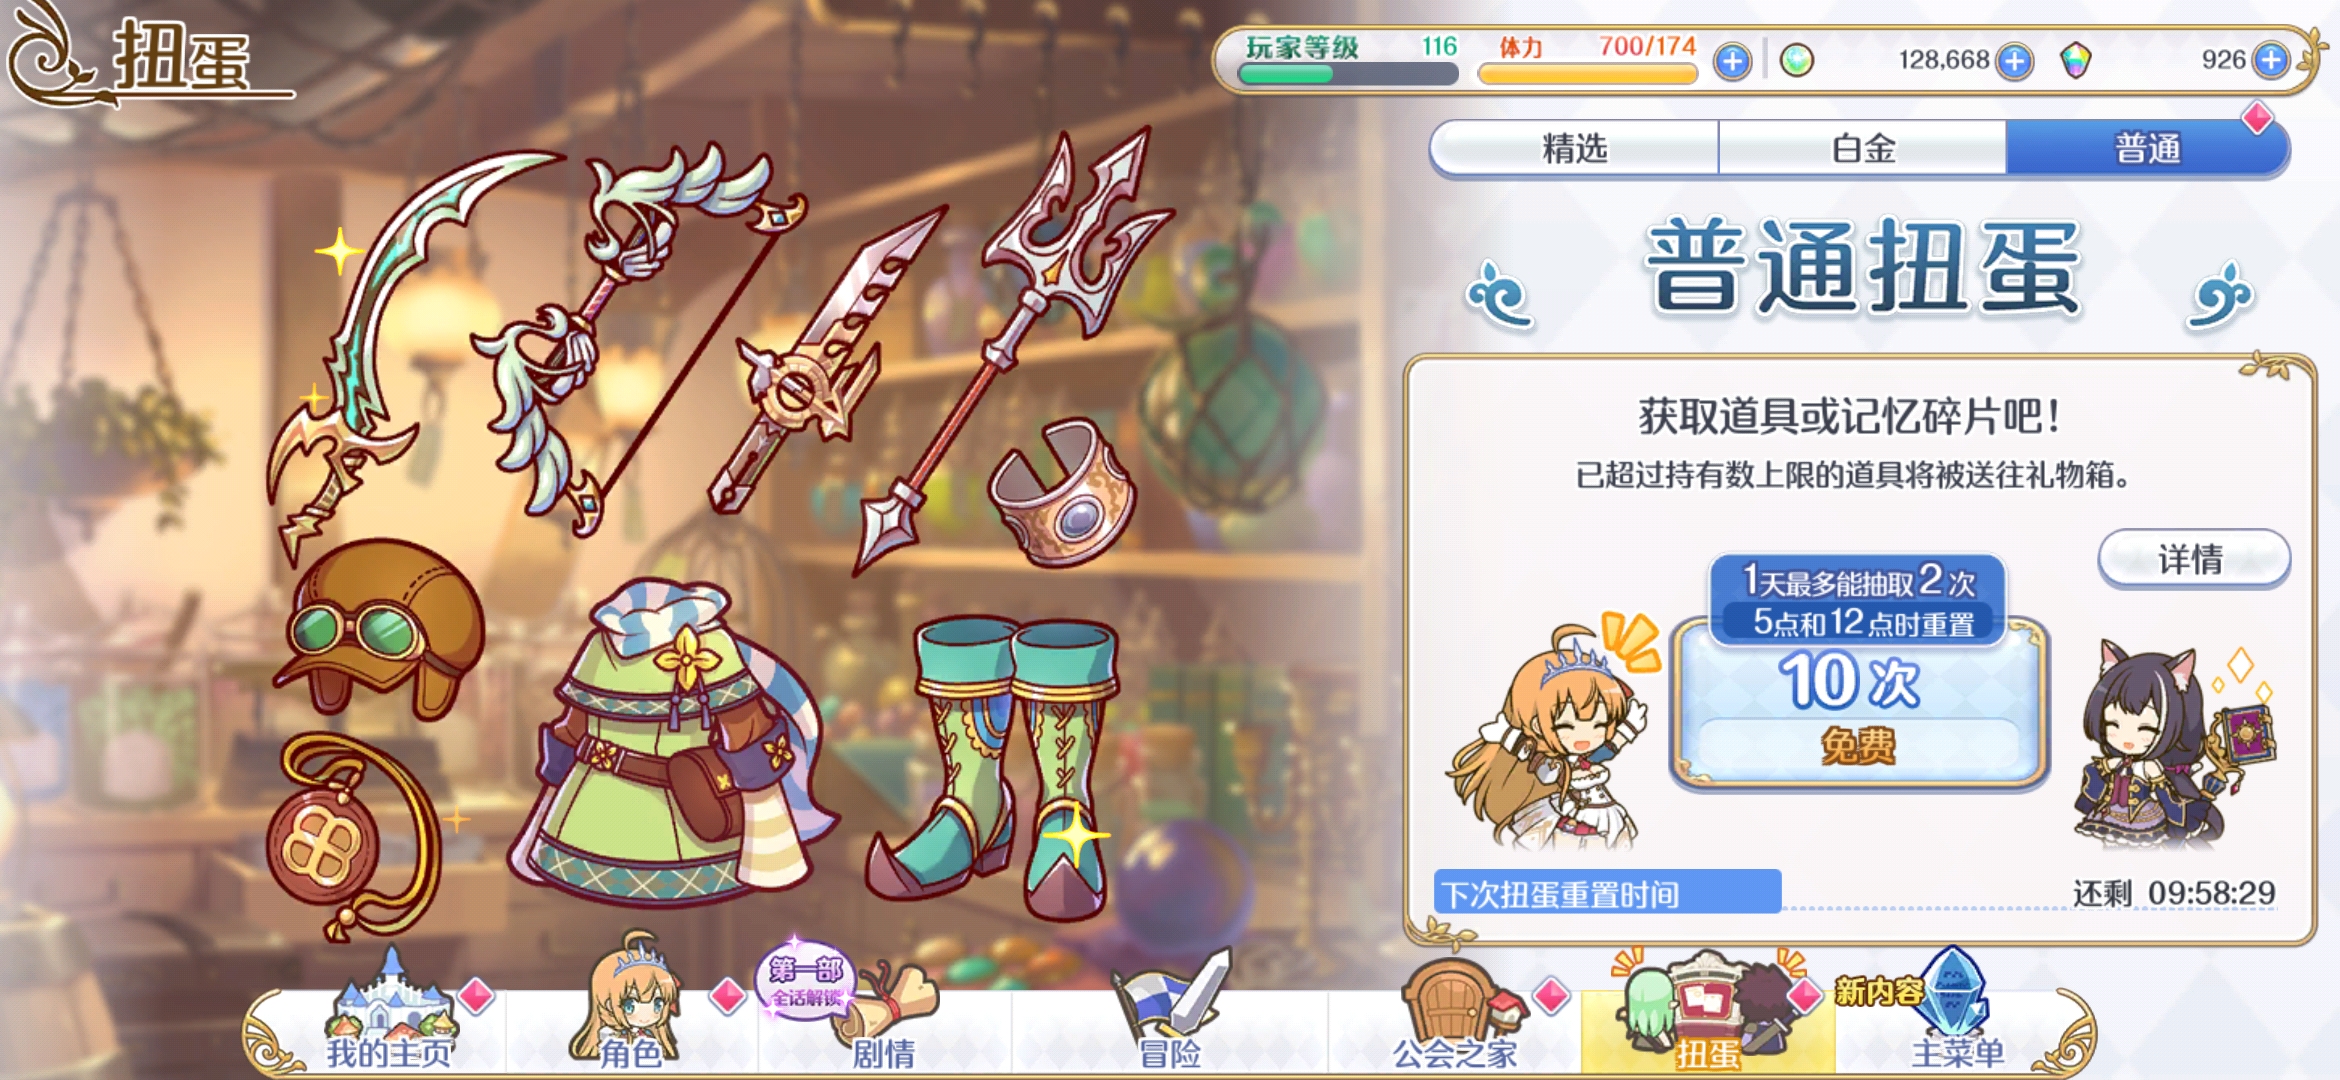 扭蛋
玩家等级 116
体力 700/174
128,668
926
精选
白金
普通
普通扭蛋
获取道具或记忆碎片吧！
已超过持有数上限的道具将被送往礼物箱。
详情
1天最多能抽取2次
5点和12点时重置
10次
免费
下次扭蛋重置时间
还剩 09:58:29
我的主页
角色
第一部
全话解锁
剧情
冒险
公会之家
扭蛋
新内容
主菜单